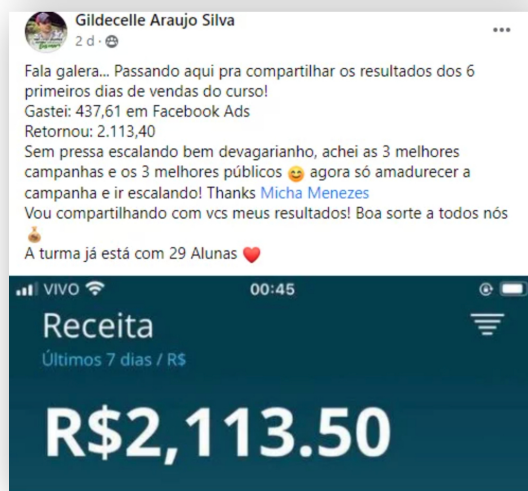 Gildecelle Araujo Silva
2 d ·
Fala galera... Passando aqui pra compartilhar os resultados dos 6
primeiros dias de vendas do curso!
Gastei: 437,61 em Facebook Ads
Retornou: 2.113,40
Sem pressa escalando bem devagarianho, achei as 3 melhores
campanhas e os 3 melhores públicos 😊 agora só amadurecer a
campanha e ir escalando! Thanks Micha Menezes
Vou compartilhando com vcs meus resultados! Boa sorte a todos nós
💰
A turma já está com 29 Alunas ❤️
VIVO 00:45
Receita
Últimos 7 dias / R$
R$2,113.50